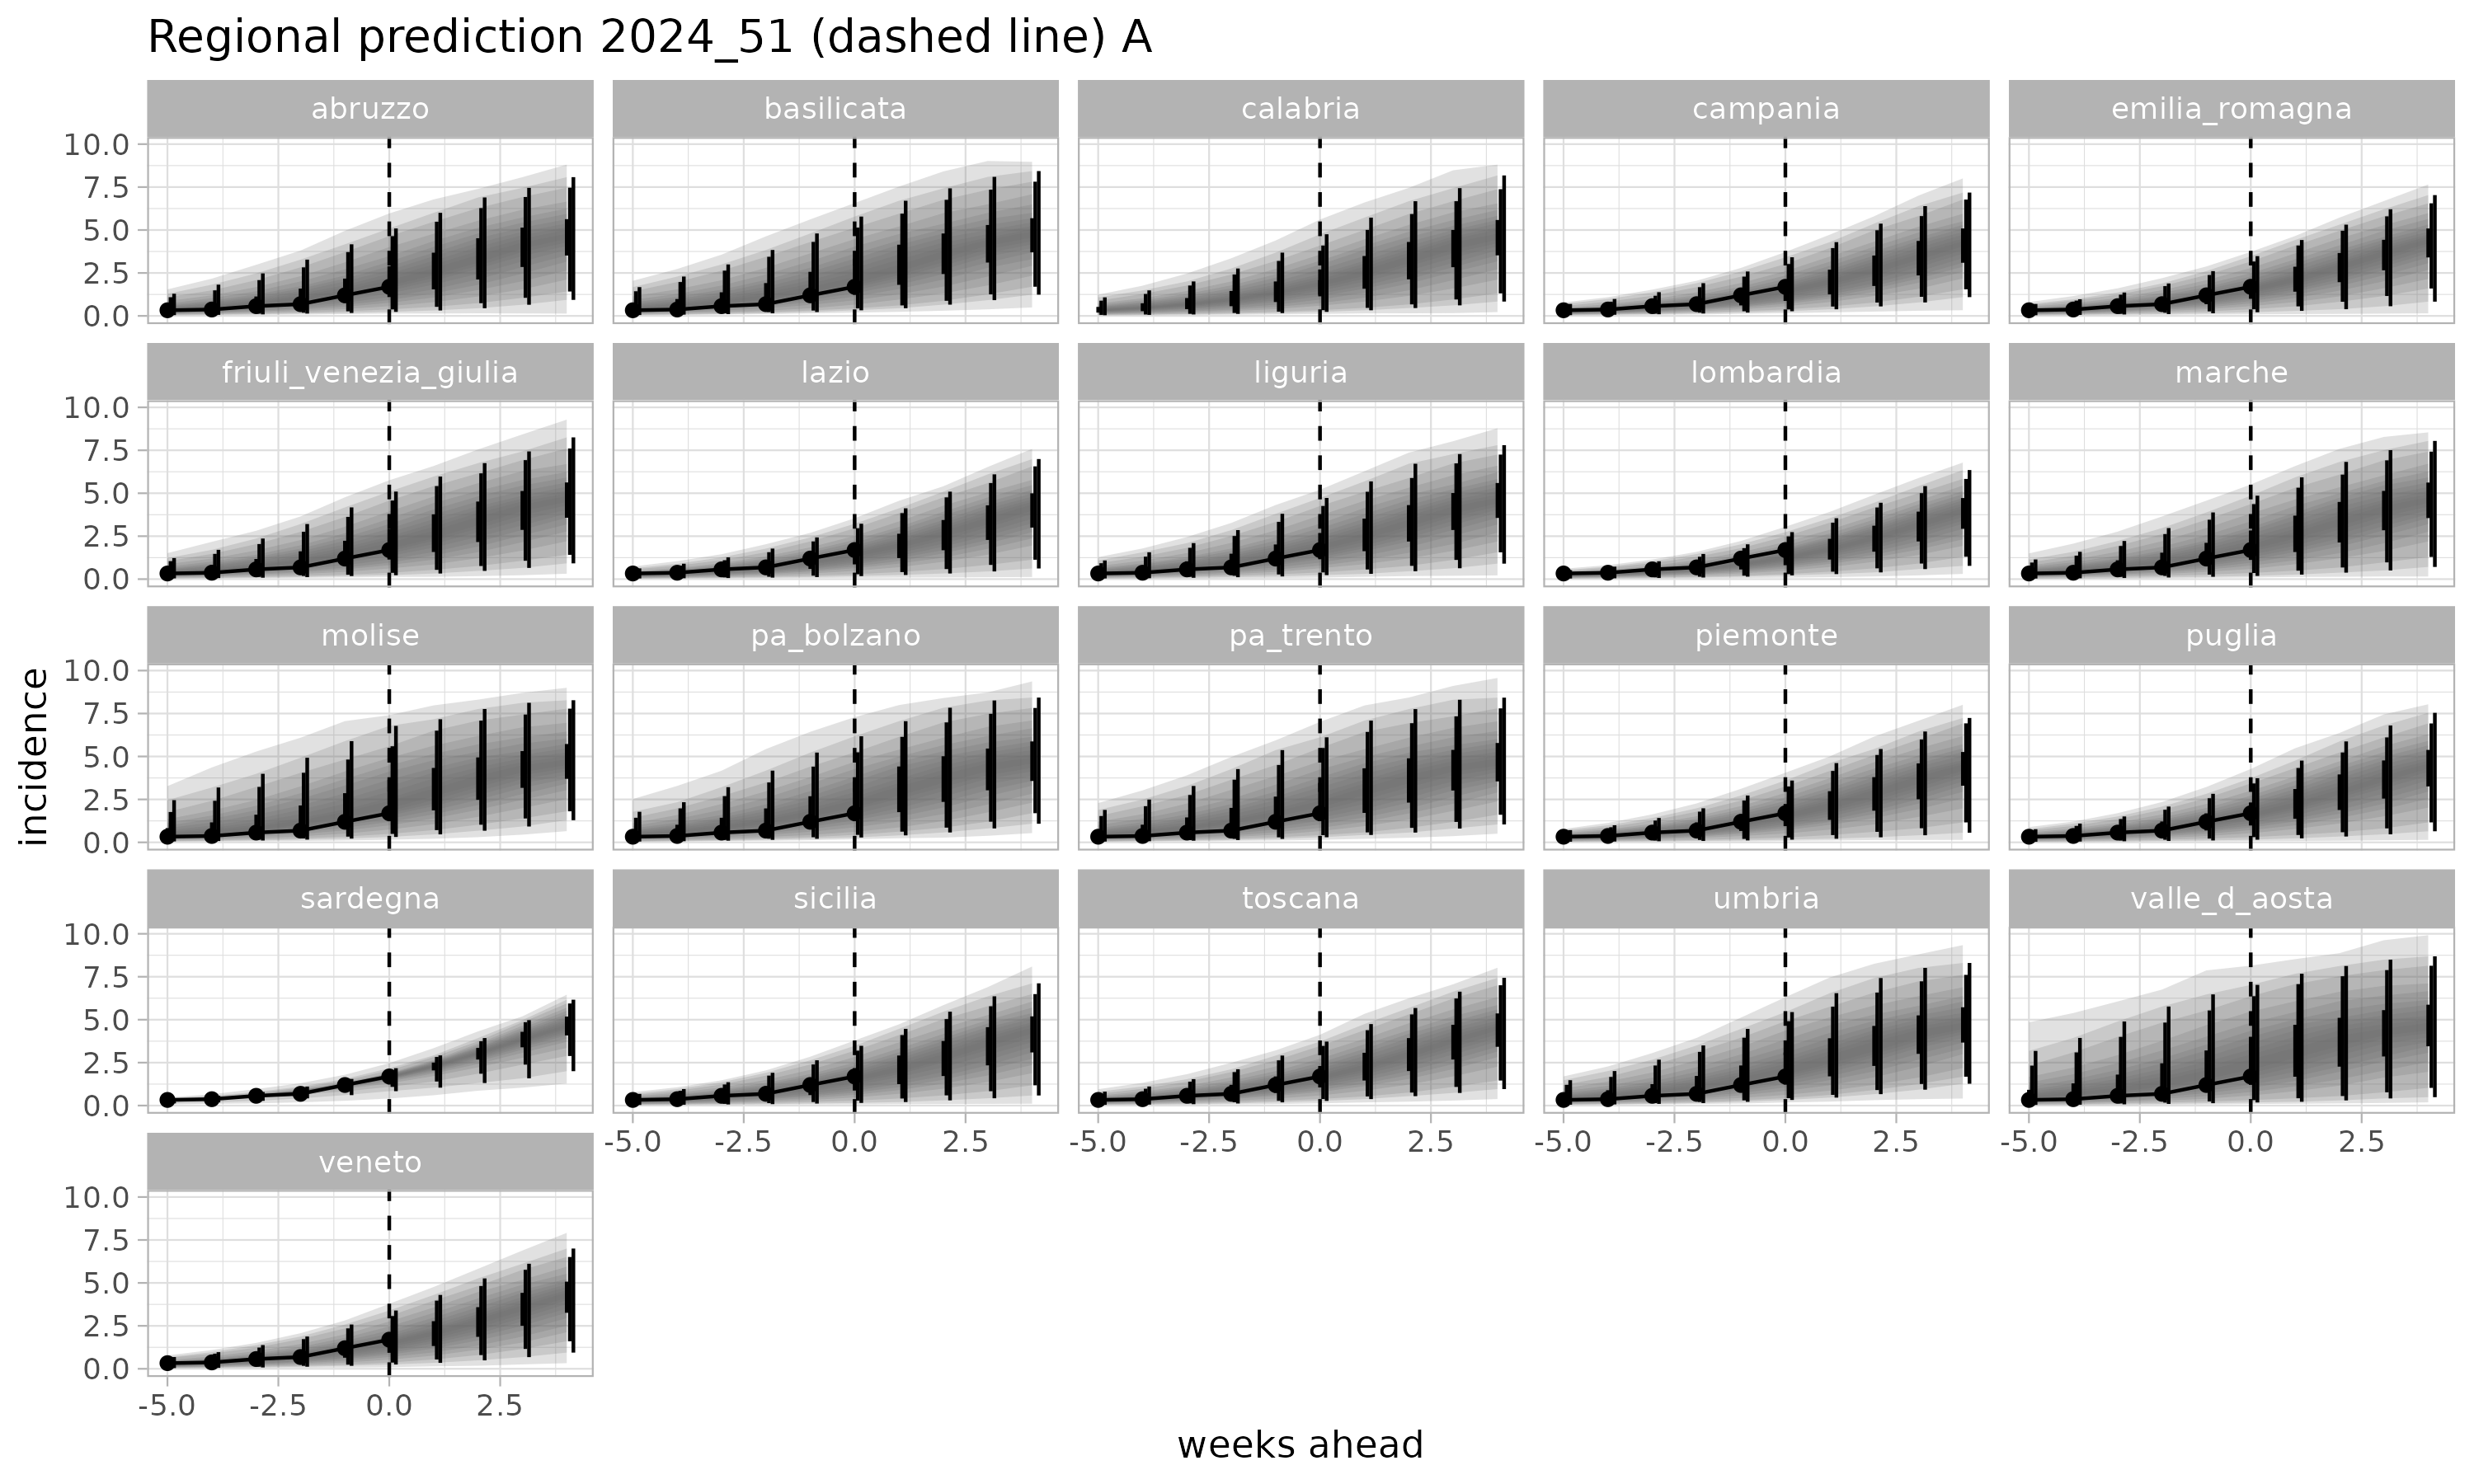 Regional prediction 2024_51 (dashed line) A
abruzzo
basilicata
calabria
campania
emilia_romagna
10.0
7.5
5.0
2.5
0.0
friuli_venezia_giulia
lazio
liguria
lombardia
marche
10.0
7.5
5.0
2.5
0.0
molise
pa_bolzano
pa_trento
piemonte
puglia
10.0
7.5
5.0
2.5
0.0
incidence
sardegna
sicilia
toscana
umbria
valle_d_aosta
10.0
7.5
5.0
2.5
0.0
-5.0 -2.5 0.0 2.5
-5.0 -2.5 0.0 2.5
-5.0 -2.5 0.0 2.5
-5.0 -2.5 0.0 2.5
veneto
10.0
7.5
5.0
2.5
0.0
-5.0 -2.5 0.0 2.5
weeks ahead